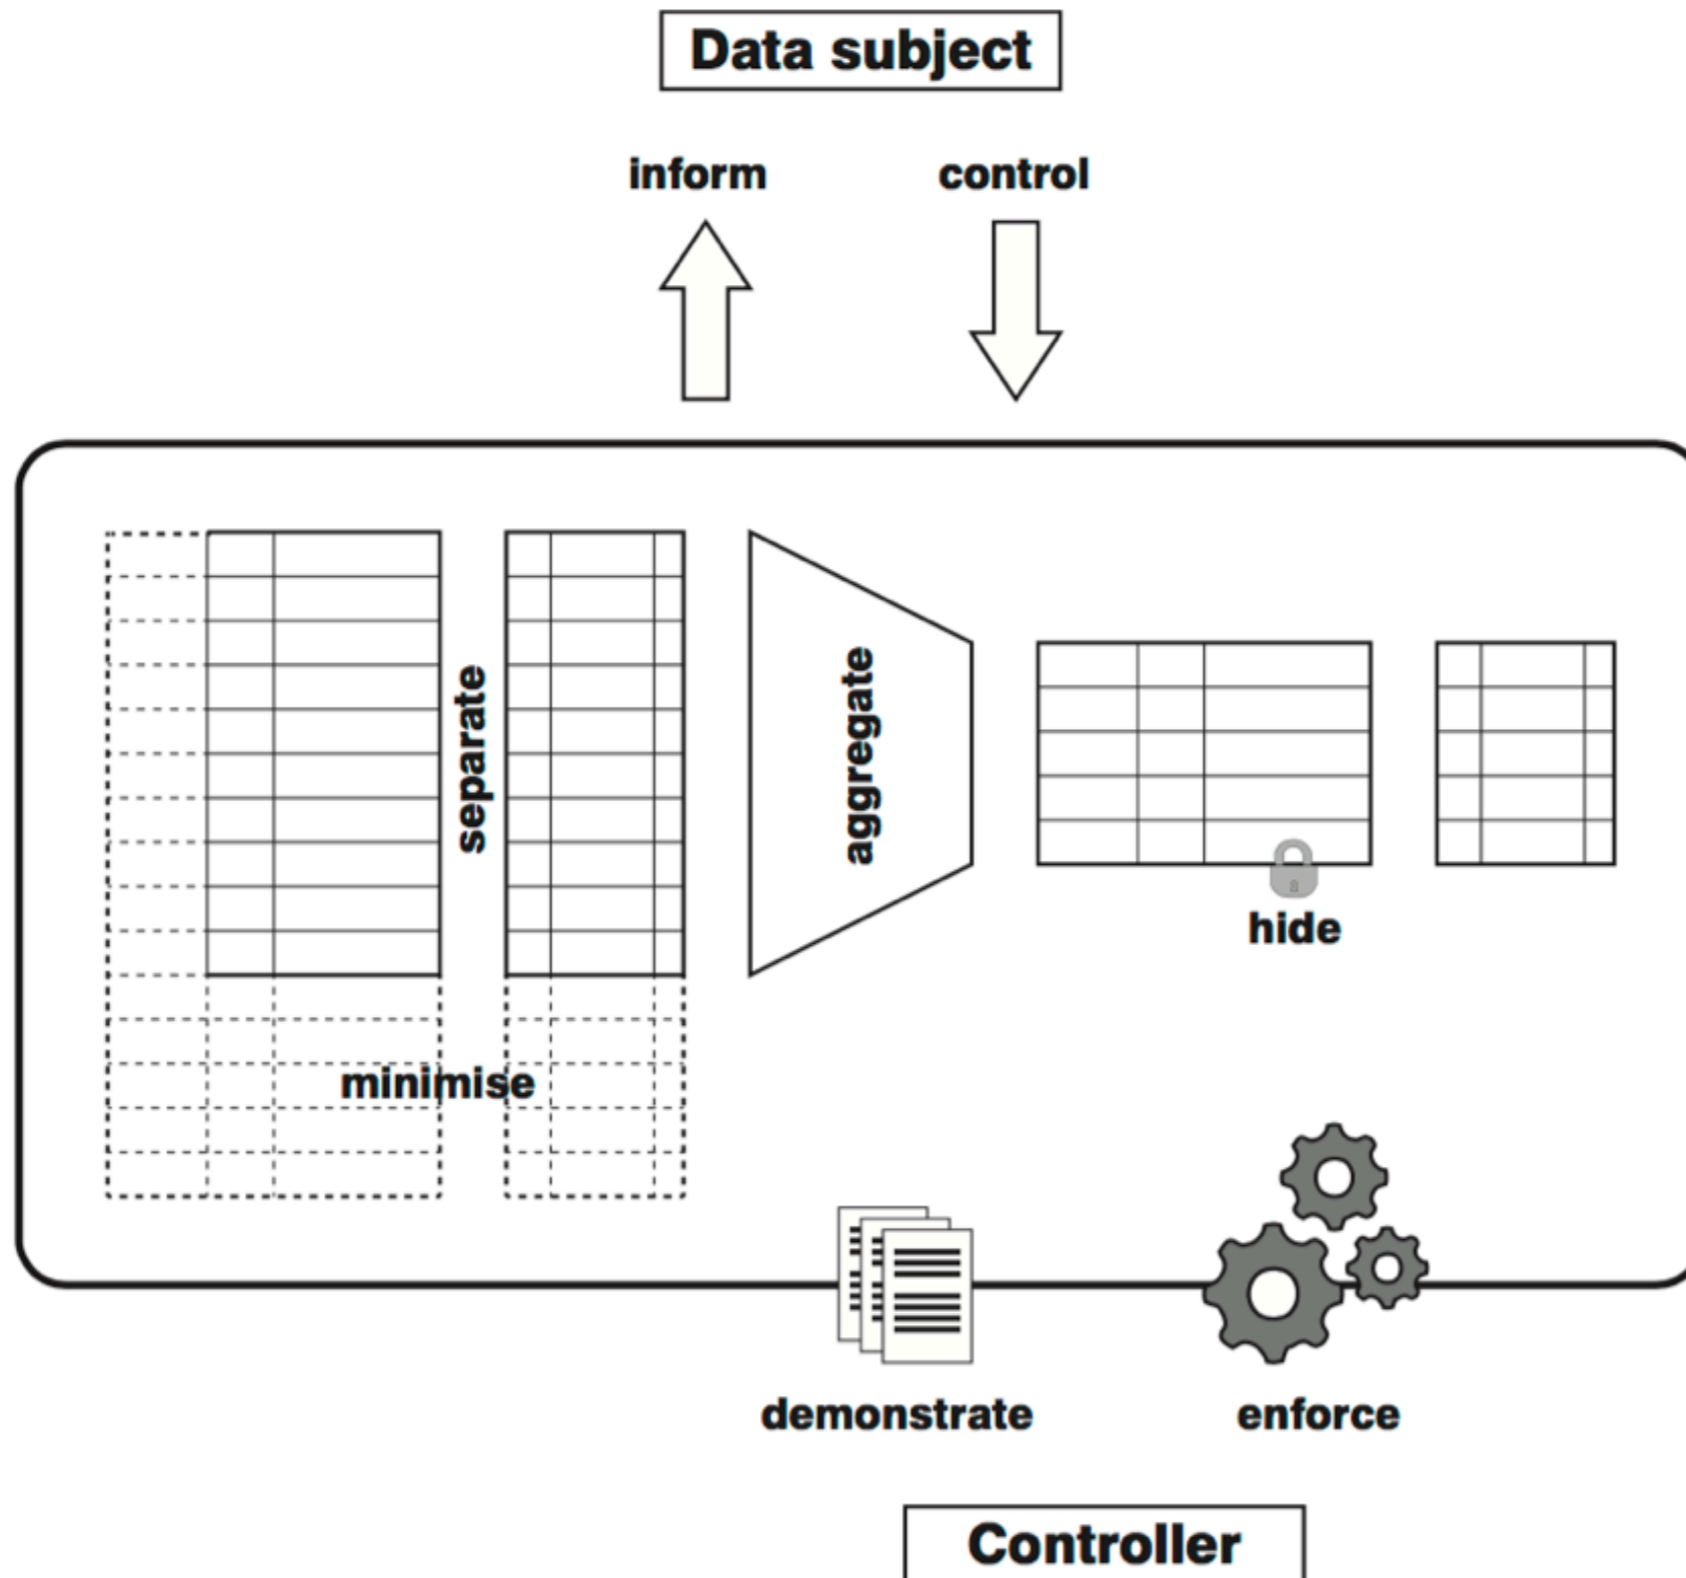 Data subject
inform
control
separate
aggregate
hide
minimise
demonstrate
enforce
Controller